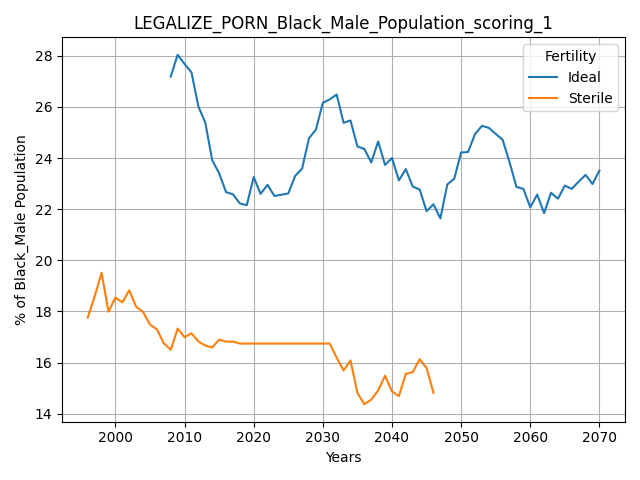 LEGALIZE_PORN_Black_Male_Population_scoring_1
Fertility
Ideal
Sterile
% of Black_Male Population
28
26
24
22
20
18
16
14
2000 2010 2020 2030 2040 2050 2060 2070
Years